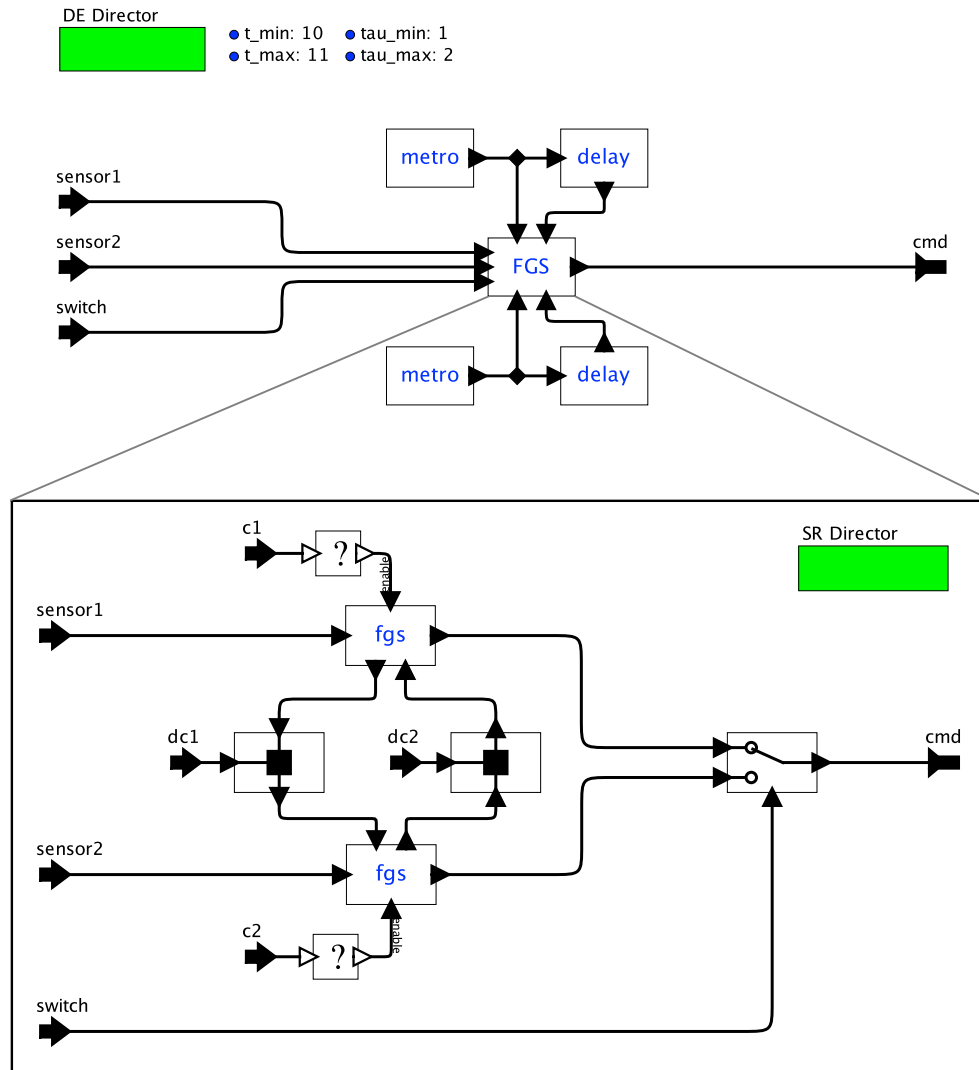 DE Director
t_min: 10 tau_min: 1
t_max: 11 tau_max: 2
metro delay
sensor1
sensor2
FGS
cmd
switch
metro delay
c1
?
enable
SR Director
sensor1
fgs
dc1
dc2
cmd
sensor2
fgs
c2
?
enable
switch